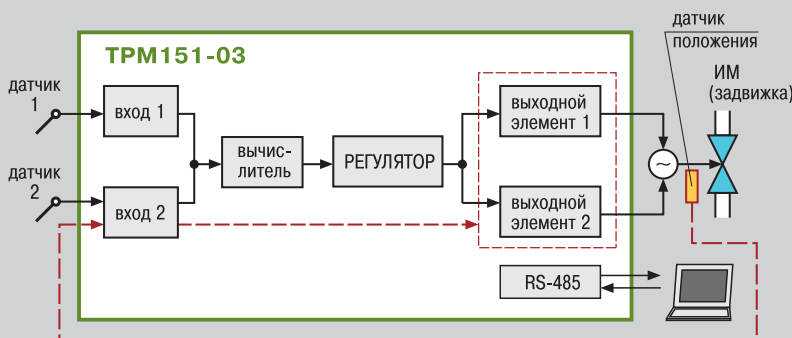 датчик
положения
ТРМ151-03
ИМ
(задвижка)
датчик
1
вход 1
выходной
элемент 1
вычис-
литель
РЕГУЛЯТОР
~
датчик
2
вход 2
выходной
элемент 2
RS-485